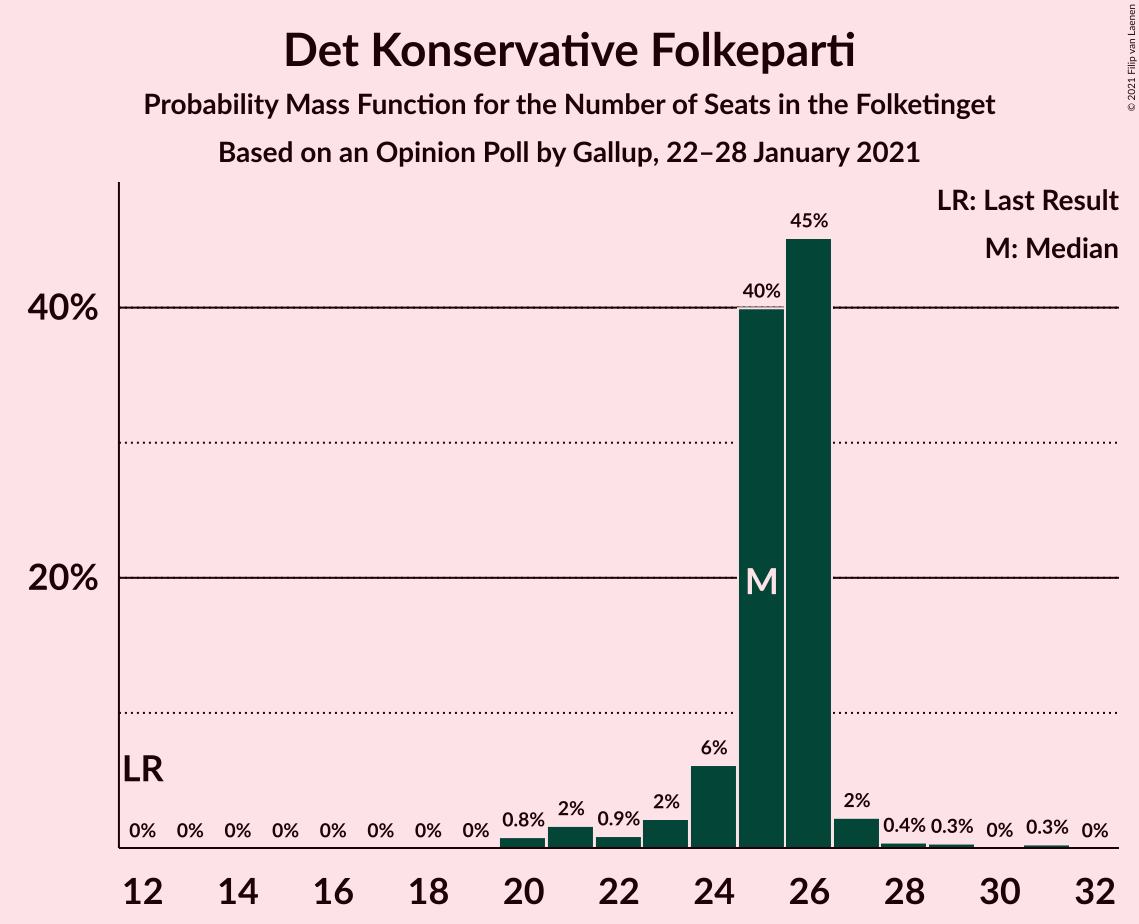 Det Konservative Folkeparti
Probability Mass Function for the Number of Seats in the Folketinget
Based on an Opinion Poll by Gallup, 22–28 January 2021
© 2021 Filip van Laenen
LR: Last Result
M: Median
45%
40%
40%
20%
M
LR
6%
0% 0% 0% 0% 0% 0% 0% 0% 0.8% 2% 0.9% 2% 2% 0.4% 0.3% 0% 0.3% 0%
12 14 16 18 20 22 24 26 28 30 32